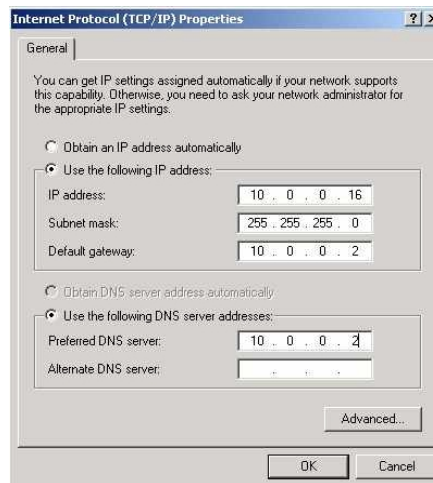 Internet Protocol (TCP/IP) Properties
General
You can get IP settings assigned automatically if your network supports
this capability. Otherwise, you need to ask your network administrator for
the appropriate IP settings.
Obtain an IP address automatically
Use the following IP address:
IP address: 10 . 0 . 0 . 16
Subnet mask: 255 . 255 . 255 . 0
Default gateway: 10 . 0 . 0 . 2
Obtain DNS server address automatically
Use the following DNS server addresses:
Preferred DNS server: 10 . 0 . 0 . 2
Alternate DNS server: . . .
Advanced...
OK Cancel